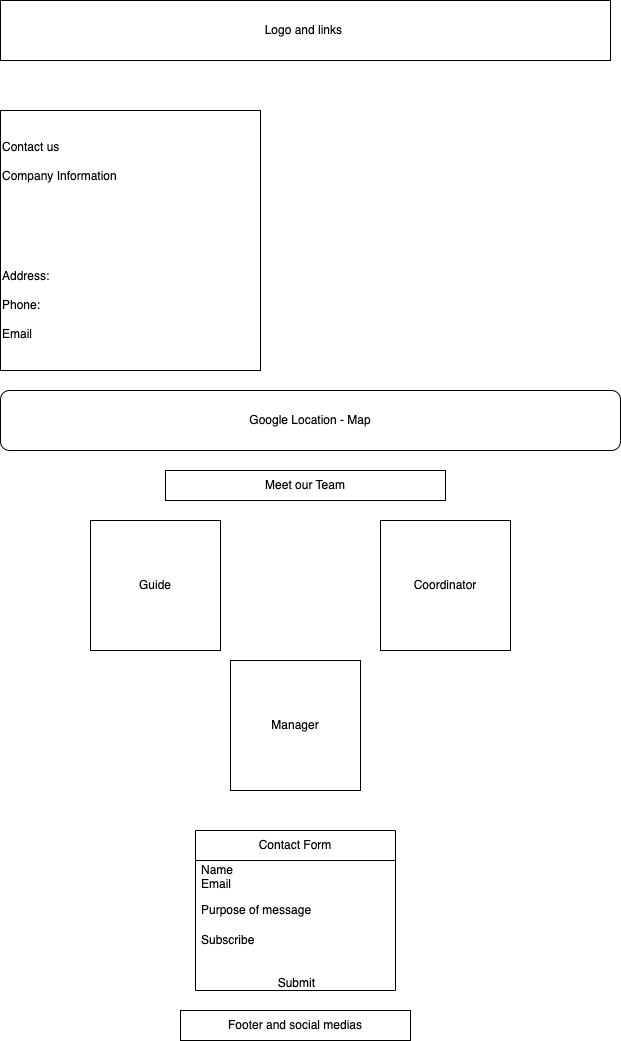 Logo and links
Contact us
Company Information
Address:
Phone:
Email
Google Location - Map
Meet our Team
Guide
Coordinator
Manager
Contact Form
Name
Email
Purpose of message
Subscribe
Submit
Footer and social medias